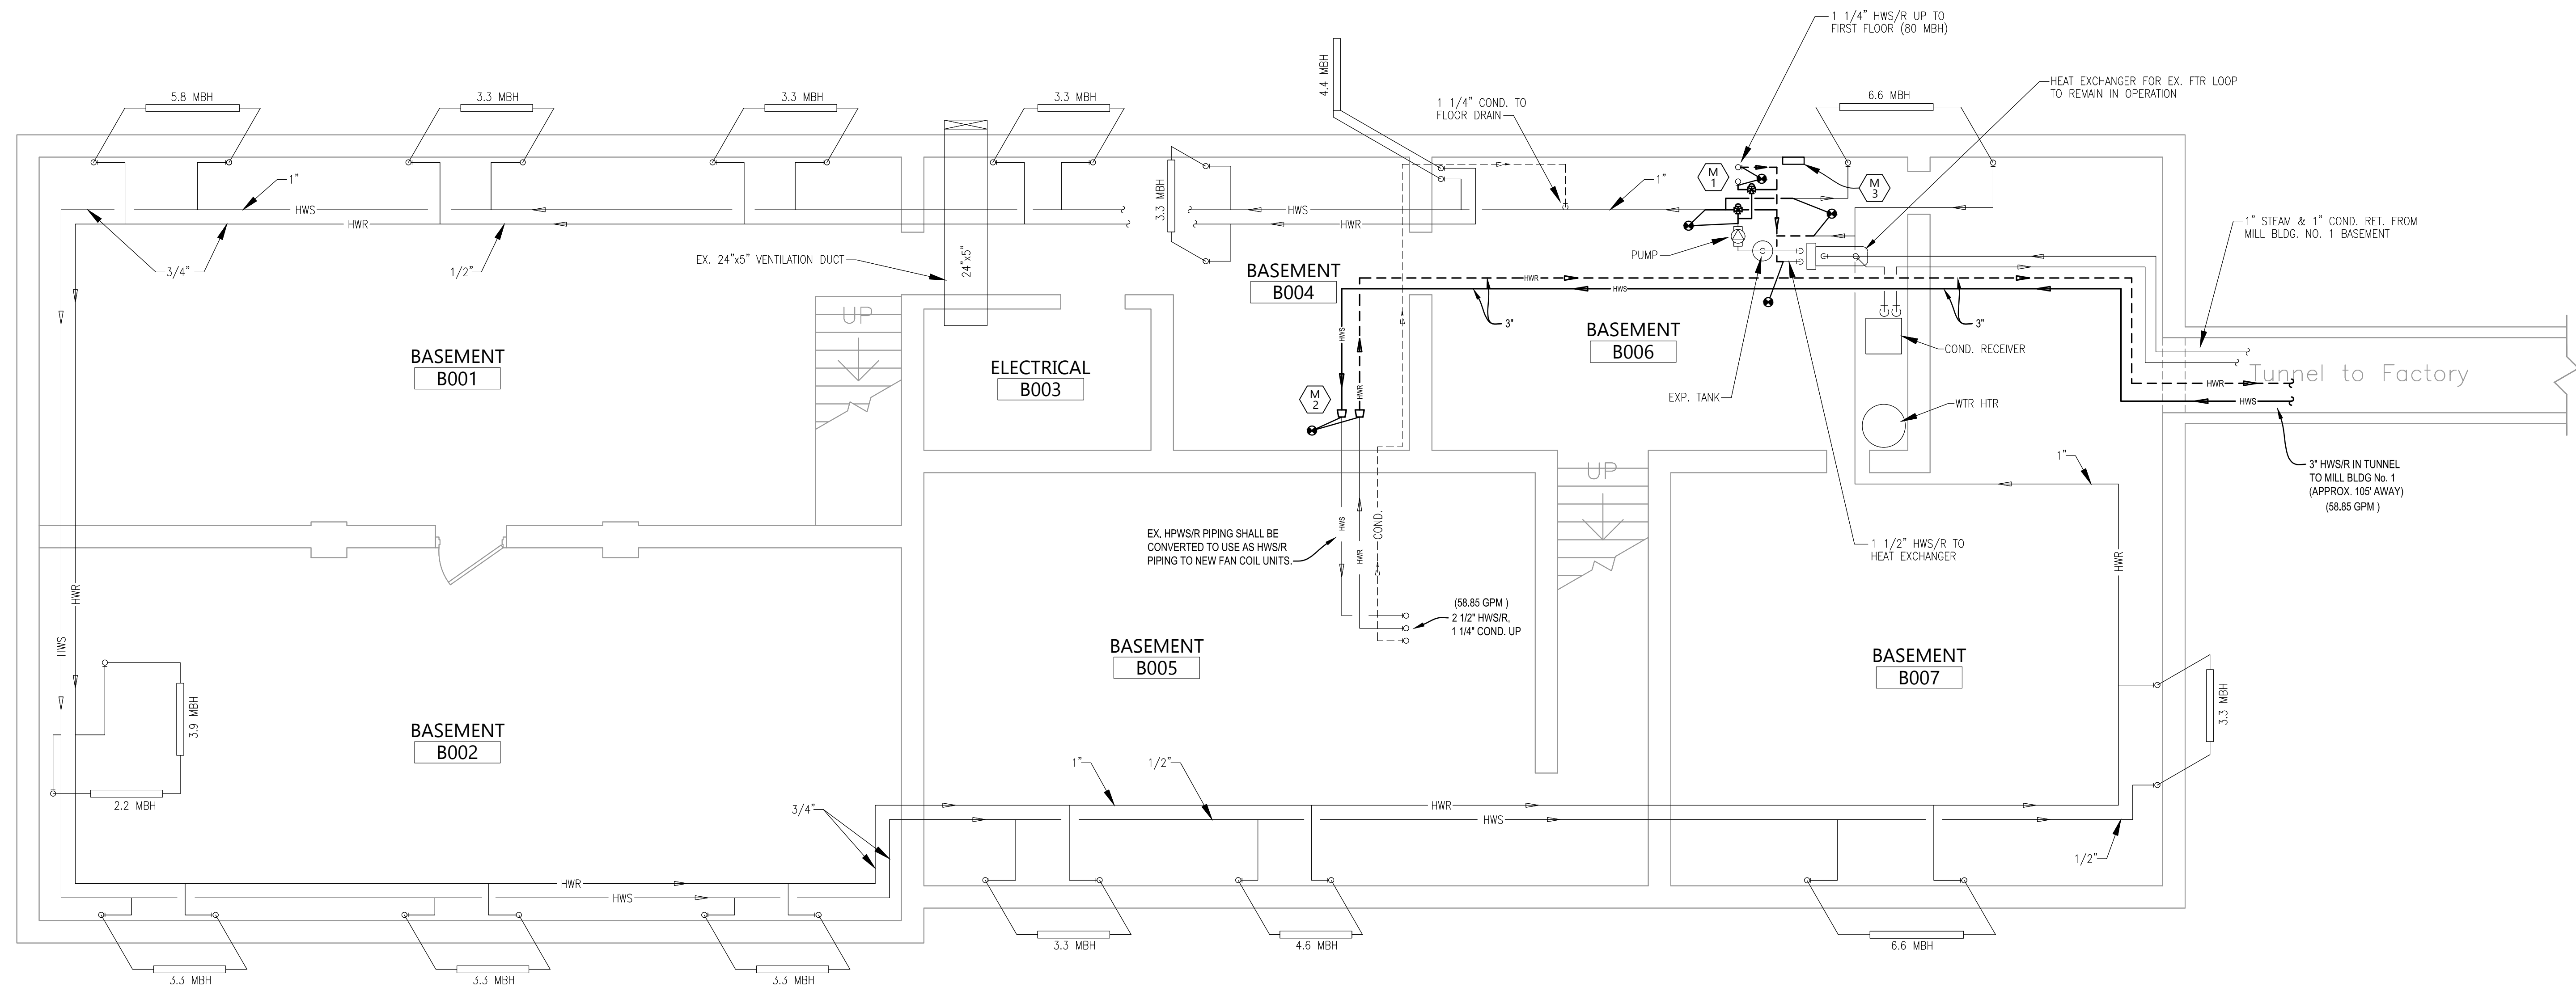 1 1/4" HWS/R UP TO
FIRST FLOOR (80 MBH)
HEAT EXCHANGER FOR EX. FTR LOOP
TO REMAIN IN OPERATION
5.8 MBH
3.3 MBH
3.3 MBH
3.3 MBH
4.4 MBH
1 1/4" COND. TO
FLOOR DRAIN
6.6 MBH
1"
HWS
HWR
3/4"
1/2"
EX. 24"x5" VENTILATION DUCT
24"x5"
3.3 MBH
HWS
HWR
1"
M
1
M
3
PUMP
1" STEAM & 1" COND. RET. FROM
MILL BLDG. NO. 1 BASEMENT
BASEMENT
B004
HWR
HWS
3"
3"
UP
BASEMENT
B001
ELECTRICAL
B003
HWS
HWR
M
2
BASEMENT
B006
EXP. TANK
COND. RECEIVER
WTR HTR
Tunnel to Factory
HWR
HWS
3" HWS/R IN TUNNEL
TO MILL BLDG No. 1
(APPROX. 105' AWAY)
(58.85 GPM )
UP
1"
EX. HPWS/R PIPING SHALL BE
CONVERTED TO USE AS HWS/R
PIPING TO NEW FAN COIL UNITS.
HWS
HWR
COND.
1 1/2" HWS/R TO
HEAT EXCHANGER
HWR
HWR
HWS
(58.85 GPM )
2 1/2" HWS/R,
1 1/4" COND. UP
BASEMENT
B005
BASEMENT
B007
3.9 MBH
2.2 MBH
BASEMENT
B002
3.3 MBH
3/4"
1"
1/2"
HWR
HWS
1/2"
HWR
HWS
3.3 MBH
3.3 MBH
3.3 MBH
3.3 MBH
4.6 MBH
6.6 MBH